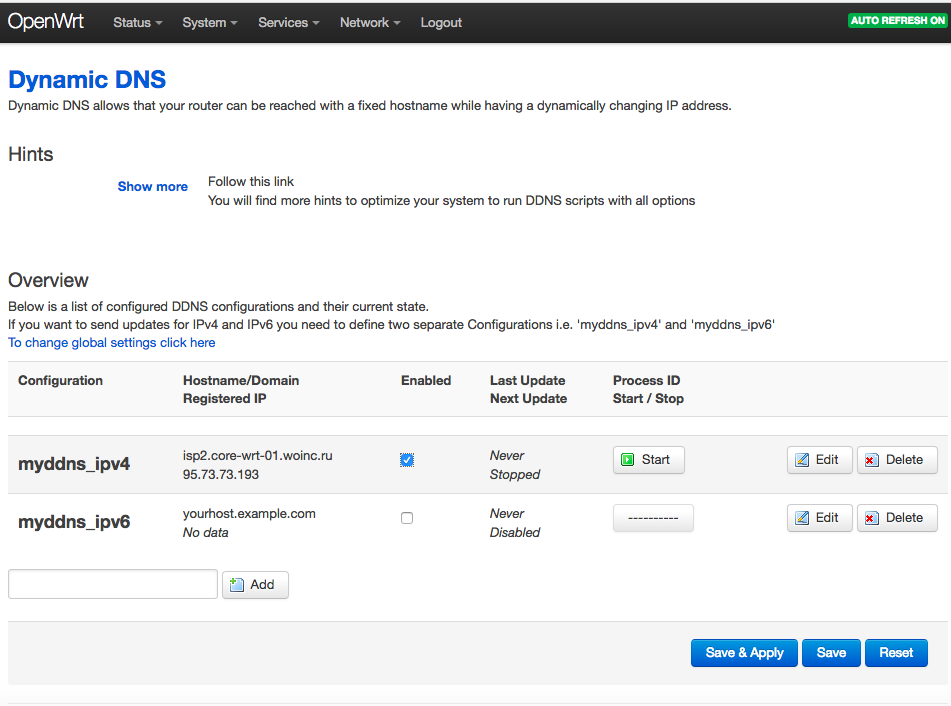 OpenWrt Status System Services Network Logout AUTO REFRESH ON
Dynamic DNS
Dynamic DNS allows that your router can be reached with a fixed hostname while having a dynamically changing IP address.
Hints
Show more
Follow this link
You will find more hints to optimize your system to run DDNS scripts with all options
Overview
Below is a list of configured DDNS configurations and their current state.
If you want to send updates for IPv4 and IPv6 you need to define two separate Configurations i.e. 'myddns_ipv4' and 'myddns_ipv6'
To change global settings click here
Configuration Hostname/Domain Enabled Last Update Process ID
Registered IP Next Update Start / Stop
myddns_ipv4 isp2.core-wrt-01.woinc.ru Never Start Edit Delete
95.73.73.193 Stopped
myddns_ipv6 yourhost.example.com Never ---------- Edit Delete
No data Disabled
Add
Save & Apply Save Reset